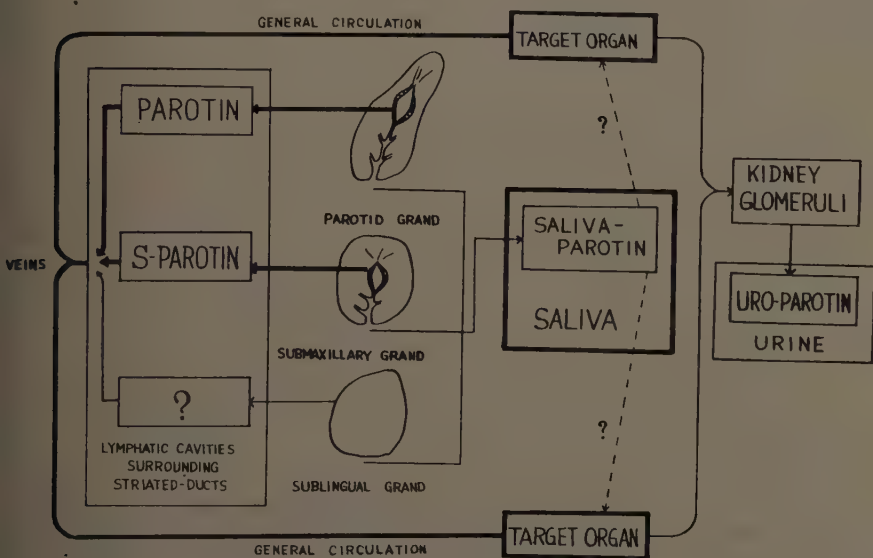 GENERAL CIRCULATION
TARGET ORGAN
PAROTIN
?
KIDNEY
GLOMERULI
PAROTID GRAND
SALIVA-
PAROTIN
VEINS
S-PAROTIN
SALIVA
URO-PAROTIN
URINE
SUBMAXILLARY GRAND
?
LYMPHATIC CAVITIES
SURROUNDING
STRIATED-DUCTS
?
SUBLINGUAL GRAND
TARGET ORGAN
GENERAL CIRCULATION